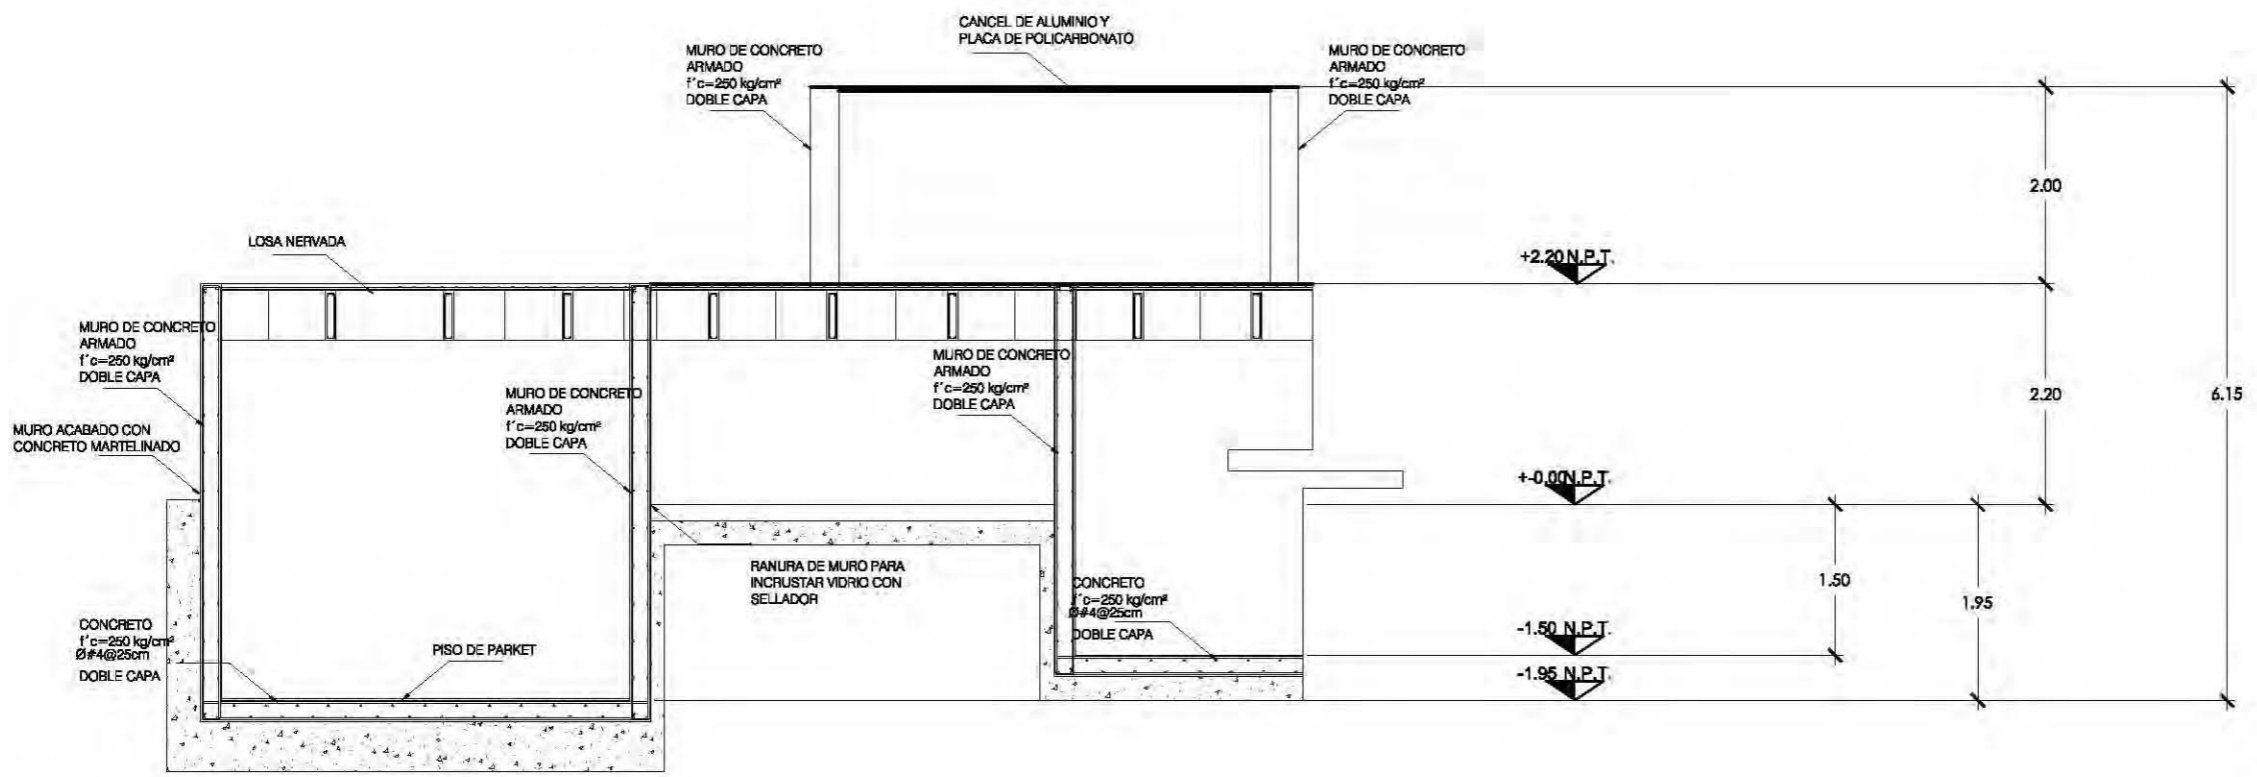 CANCEL DE ALUMINIO Y
PLACA DE POLICARBONATO
MURO DE CONCRETO
ARMADO
f´c=250 kg/cm²
DOBLE CAPA
MURO DE CONCRETO
ARMADO
f´c=250 kg/cm²
DOBLE CAPA
2.00
LOSA NERVADA
+2.20 N.P.T.
MURO DE CONCRETO
ARMADO
f´c=250 kg/cm²
DOBLE CAPA
MURO DE CONCRETO
ARMADO
f´c=250 kg/cm²
DOBLE CAPA
MURO DE CONCRETO
ARMADO
f´c=250 kg/cm²
DOBLE CAPA
2.20
6.15
MURO ACABADO CON
CONCRETO MARTELINADO
+-0.00N.P.T.
RANURA DE MURO PARA
INCRUSTAR VIDRIO CON
SELLADOR
CONCRETO
f´c=250 kg/cm²
Ø#4@25cm
DOBLE CAPA
1.50
1.95
CONCRETO
f´c=250 kg/cm²
Ø#4@25cm
DOBLE CAPA
PISO DE PARKET
-1.50 N.P.T.
-1.95 N.P.T.